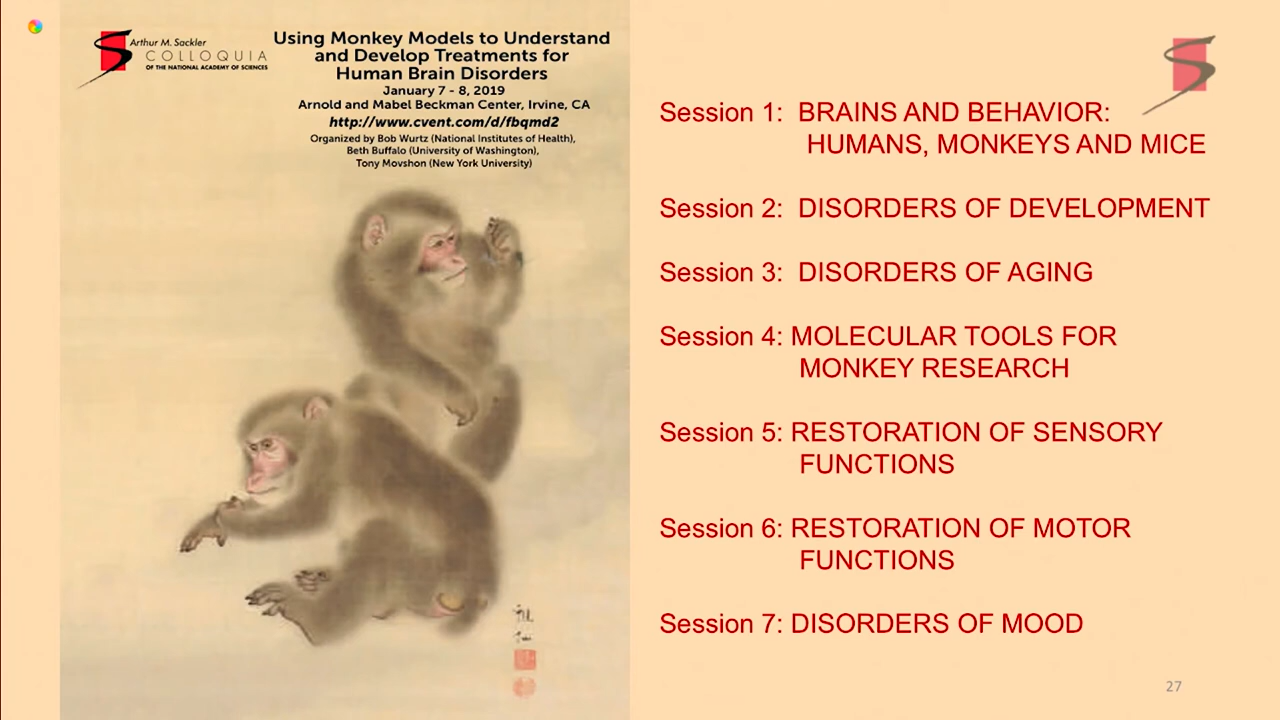 Arthur M. Sackler
COLLOQUIA
OF THE NATIONAL ACADEMY OF SCIENCES
Using Monkey Models to Understand
and Develop Treatments for
Human Brain Disorders
January 7 - 8, 2019
Arnold and Mabel Beckman Center, Irvine, CA
http://www.cvent.com/d/fbqmd2
Organized by Bob Wurtz (National Institutes of Health),
Beth Buffalo (University of Washington),
Tony Movshon (New York University)
Session 1: BRAINS AND BEHAVIOR:
HUMANS, MONKEYS AND MICE
Session 2: DISORDERS OF DEVELOPMENT
Session 3: DISORDERS OF AGING
Session 4: MOLECULAR TOOLS FOR
MONKEY RESEARCH
Session 5: RESTORATION OF SENSORY
FUNCTIONS
Session 6: RESTORATION OF MOTOR
FUNCTIONS
Session 7: DISORDERS OF MOOD
27